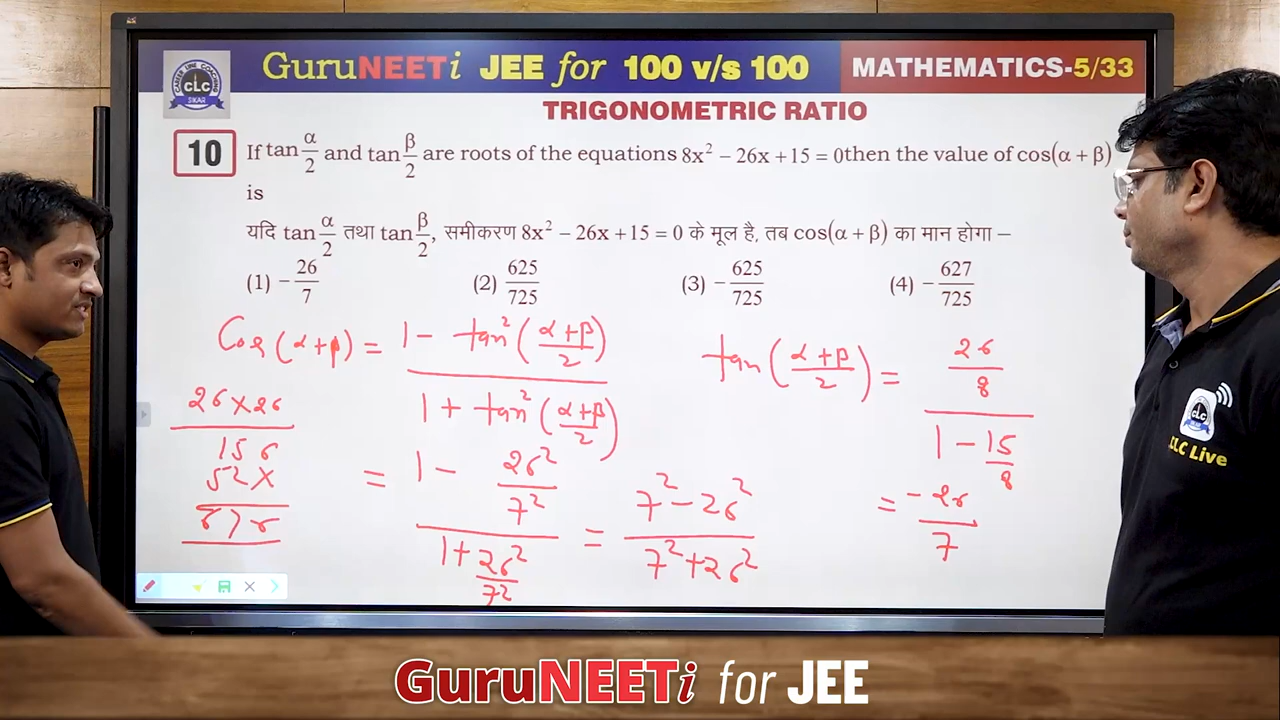 GuruNEETi JEE for 100 v/s 100 MATHEMATICS-5/33
CLC
SIKAR
TRIGONOMETRIC RATIO
10 If tan α/2 and tan β/2 are roots of the equations 8x² − 26x + 15 = 0 then the value of cos(α + β)
is
यदि tan α/2 तथा tan β/2, समीकरण 8x² − 26x + 15 = 0 के मूल है, तब cos(α + β) का मान होगा –
(1) −26/7 (2) 625/725 (3) −625/725 (4) −627/725
Cos(α+β) = (1 − tan²((α+β)/2)) / (1 + tan²((α+β)/2))
tan((α+β)/2) = (26/8) / (1 − 15/8)
= −26/7
26×26
156
52×
676
= (1 − 26²/7²) / (1 + 26²/7²) = (7² − 26²) / (7² + 26²)
CLC
CLC Live
GuruNEETi for JEE